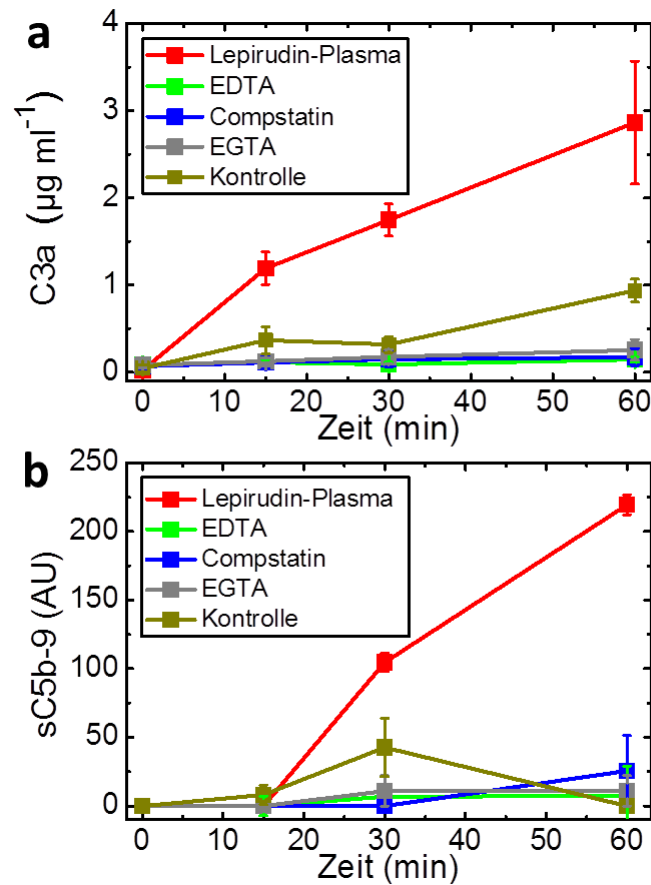 a
4
3
2
1
0
C3a (µg ml⁻¹)
Lepirudin-Plasma
EDTA
Compstatin
EGTA
Kontrolle
0 10 20 30 40 50 60
Zeit (min)
b
250
200
150
100
50
0
sC5b-9 (AU)
Lepirudin-Plasma
EDTA
Compstatin
EGTA
Kontrolle
0 10 20 30 40 50 60
Zeit (min)